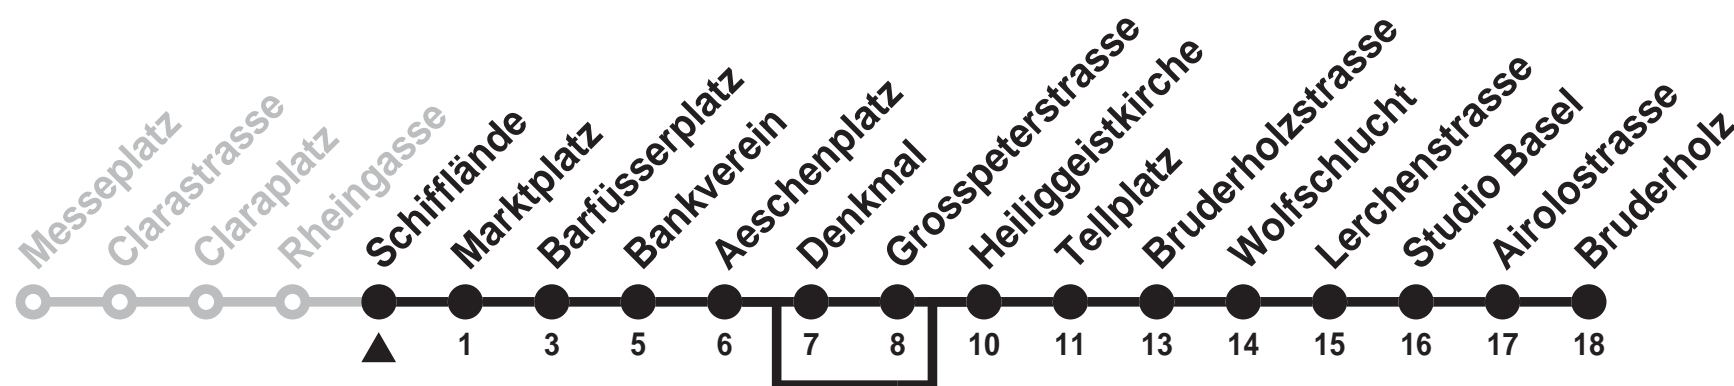 Messeplatz
Clarastrasse
Claraplatz
Rheingasse
Schifflände
Marktplatz
Barfüsserplatz
Bankverein
Aeschenplatz
Denkmal
Grosspeterstrasse
Heiliggeistkirche
Tellplatz
Bruderholzstrasse
Wolfschlucht
Lerchenstrasse
Studio Basel
Airolostrasse
Bruderholz
1 3 5 6 7 8 10 11 13 14 15 16 17 18